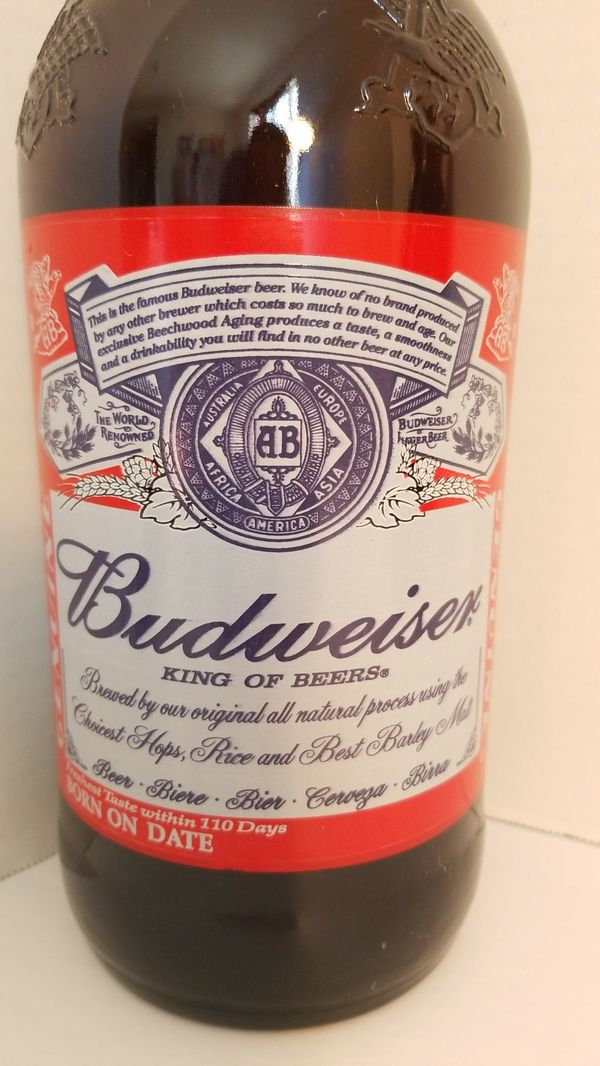 This is the famous Budweiser beer. We know of no brand produced
by any other brewer which costs so much to brew and age. Our
exclusive Beechwood Aging produces a taste, a smoothness
and a drinkability you will find in no other beer at any price.
THE WORLD
RENOWNED
BUDWEISER
LAGER BEER
AUSTRALIA
EUROPE
AB
AFRICA
ASIA
AMERICA
GENUINE
GENUINE
Budweiser
KING OF BEERS®
Brewed by our original all natural process using the
Choicest Hops, Rice and Best Barley Malt
Beer · Biere · Bier · Cerveza · Birra
Freshest Taste within 110 Days
BORN ON DATE